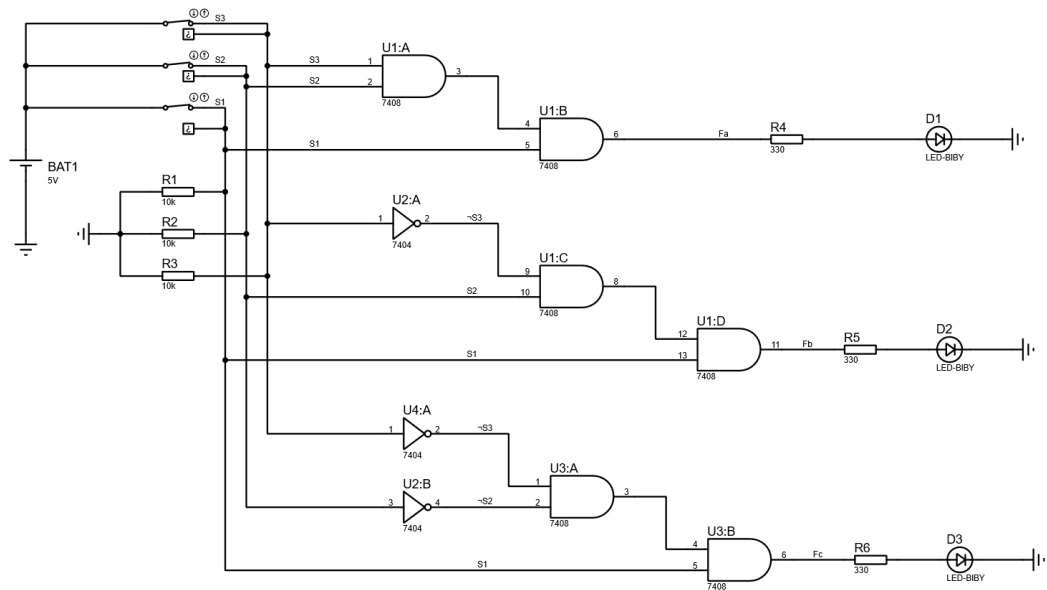 S3
¿
S2
¿
S1
¿
BAT1
5V
R1
10k
R2
10k
R3
10k
U1:A
S3 1
S2 2
3
7408
U1:B
4
S1 5
6
7408
Fa
R4
330
D1
LED-BIBY
U2:A
1 2
¬S3
7404
U1:C
9
S2 10
8
7408
U1:D
12
S1 13
11
7408
Fb
R5
330
D2
LED-BIBY
U4:A
1 2
¬S3
7404
U2:B
3 4
¬S2
7404
U3:A
1
2
3
7408
U3:B
4
S1 5
6
7408
Fc
R6
330
D3
LED-BIBY